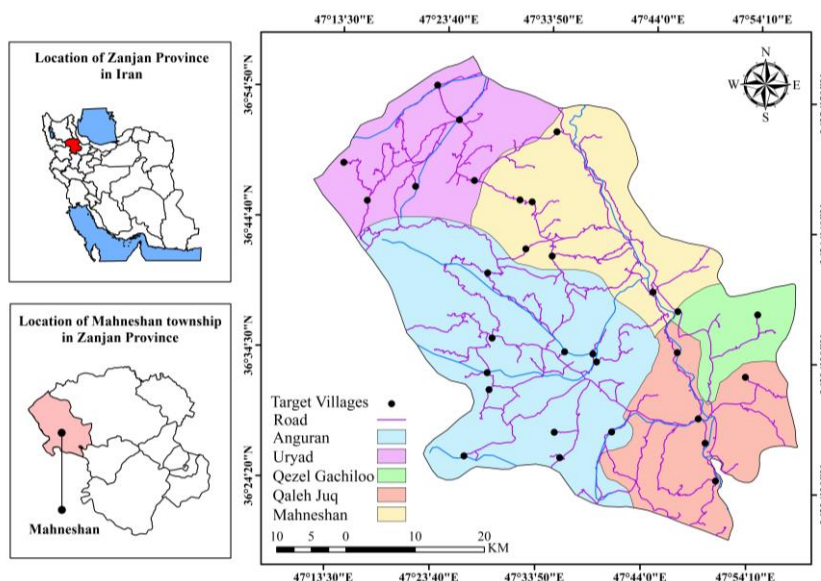 Location of Zanjan Province
in Iran
Location of Mahneshan township
in Zanjan Province
Mahneshan
47°13'30"E 47°23'40"E 47°33'50"E 47°44'0"E 47°54'10"E
N
W E
S
36°54'50"N
36°44'40"N
36°34'30"N
36°24'20"N
Target Villages
Road
Anguran
Uryad
Qezel Gachiloo
Qaleh Juq
Mahneshan
10 5 0 10 20
KM
47°13'30"E 47°23'40"E 47°33'50"E 47°44'0"E 47°54'10"E